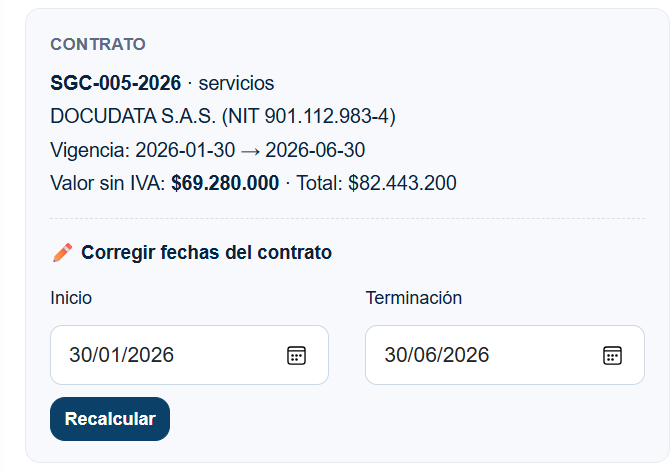 CONTRATO
SGC-005-2026 · servicios
DOCUDATA S.A.S. (NIT 901.112.983-4)
Vigencia: 2026-01-30 → 2026-06-30
Valor sin IVA: $69.280.000 · Total: $82.443.200
Corregir fechas del contrato
Inicio Terminación
30/01/2026 30/06/2026
Recalcular